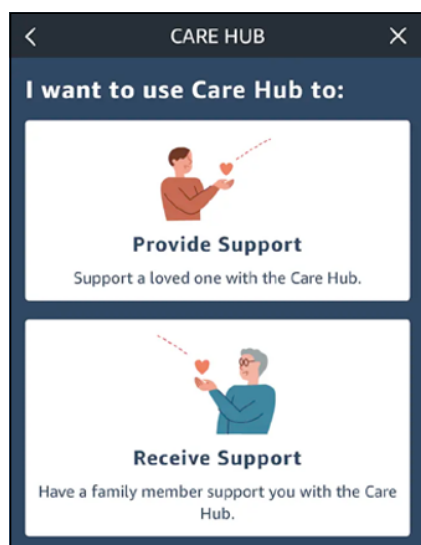 CARE HUB
I want to use Care Hub to:
Provide Support
Support a loved one with the Care Hub.
Receive Support
Have a family member support you with the Care
Hub.